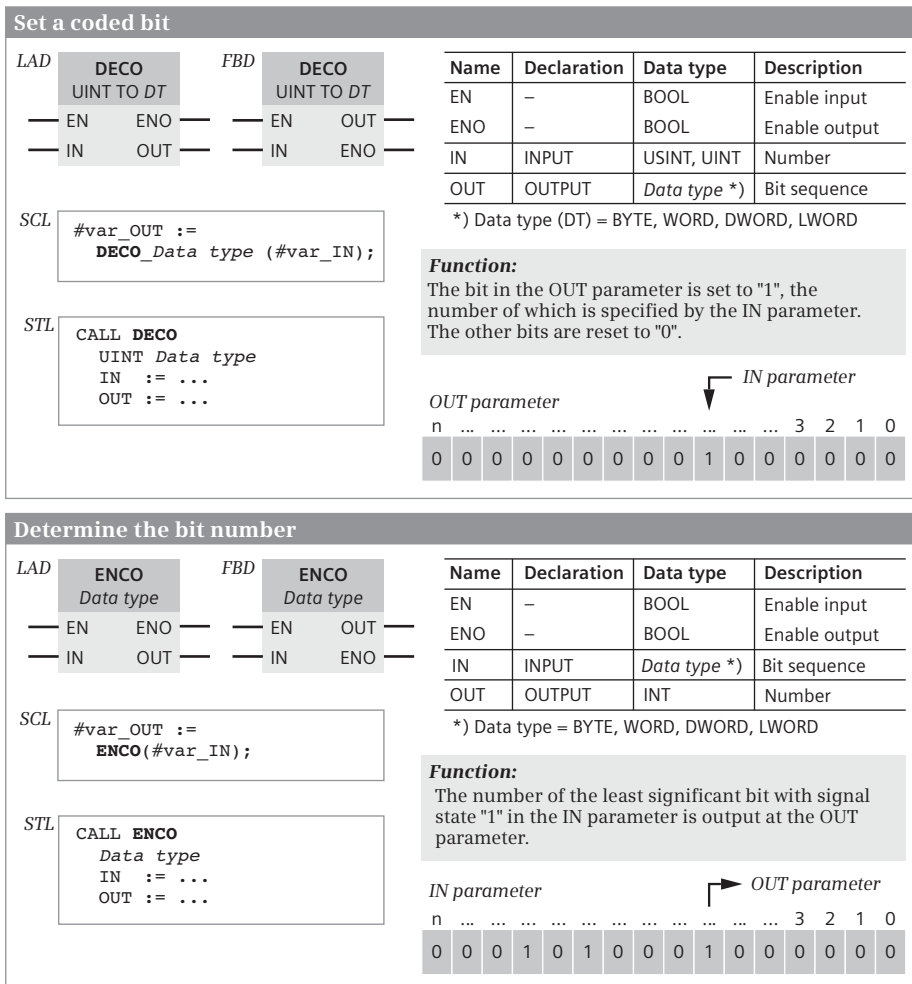 Set a coded bit
LAD
DECO
UINT TO DT
EN ENO
IN OUT
FBD
DECO
UINT TO DT
EN OUT
IN ENO
Name Declaration Data type Description
EN – BOOL Enable input
ENO – BOOL Enable output
IN INPUT USINT, UINT Number
OUT OUTPUT Data type *) Bit sequence
*) Data type (DT) = BYTE, WORD, DWORD, LWORD
SCL
#var_OUT :=
DECO_Data type (#var_IN);
Function:
The bit in the OUT parameter is set to "1", the
number of which is specified by the IN parameter.
The other bits are reset to "0".
STL
CALL DECO
UINT Data type
IN := ...
OUT := ...
IN parameter
OUT parameter
n ... ... ... ... ... ... ... ... ... ... ... 3 2 1 0
0 0 0 0 0 0 0 0 0 1 0 0 0 0 0 0
Determine the bit number
LAD
ENCO
Data type
EN ENO
IN OUT
FBD
ENCO
Data type
EN OUT
IN ENO
Name Declaration Data type Description
EN – BOOL Enable input
ENO – BOOL Enable output
IN INPUT Data type *) Bit sequence
OUT OUTPUT INT Number
*) Data type = BYTE, WORD, DWORD, LWORD
SCL
#var_OUT :=
ENCO(#var_IN);
Function:
The number of the least significant bit with signal
state "1" in the IN parameter is output at the OUT
parameter.
STL
CALL ENCO
Data type
IN := ...
OUT := ...
OUT parameter
IN parameter
n ... ... ... ... ... ... ... ... ... ... ... 3 2 1 0
0 0 0 1 0 1 0 0 0 1 0 0 0 0 0 0